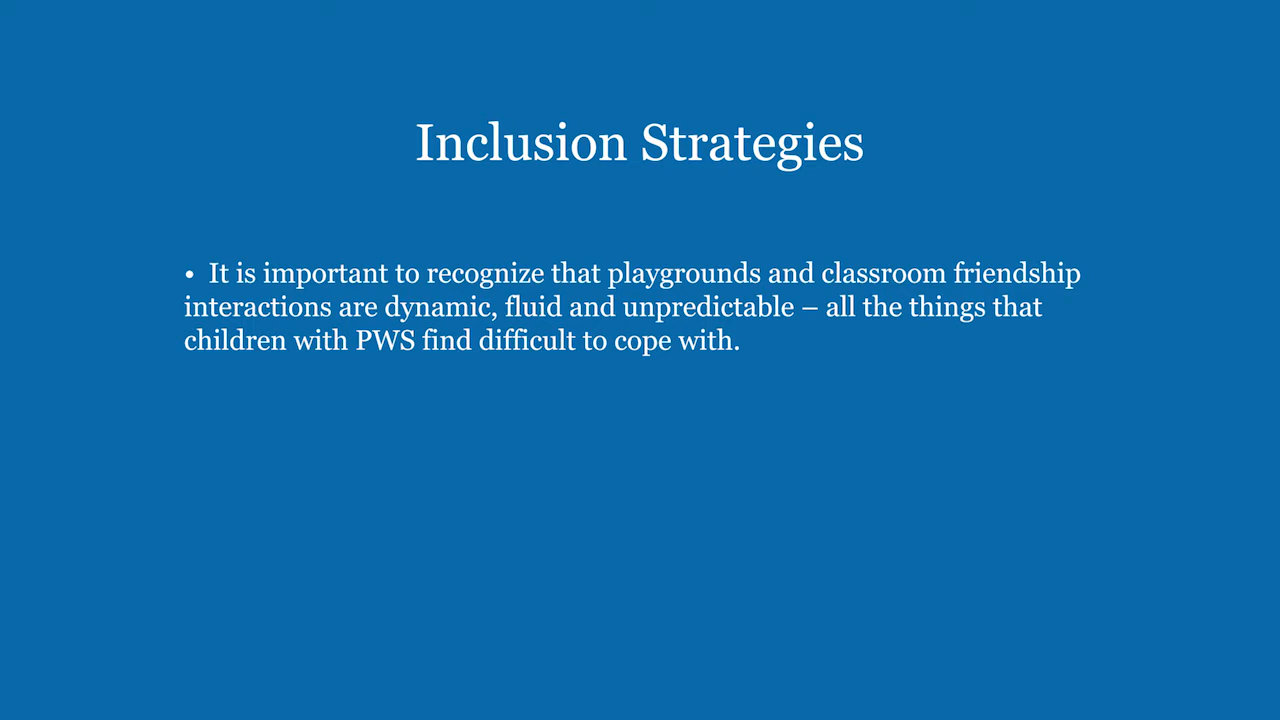 Inclusion Strategies
• It is important to recognize that playgrounds and classroom friendship
interactions are dynamic, fluid and unpredictable – all the things that
children with PWS find difficult to cope with.